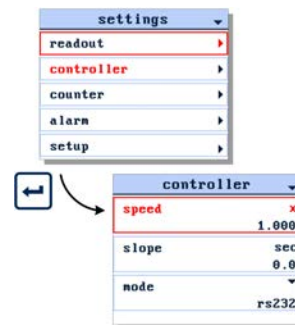 settings
readout
controller
counter
alarm
setup
controller
speed x
1.000
slope sec
0.0
mode
rs232